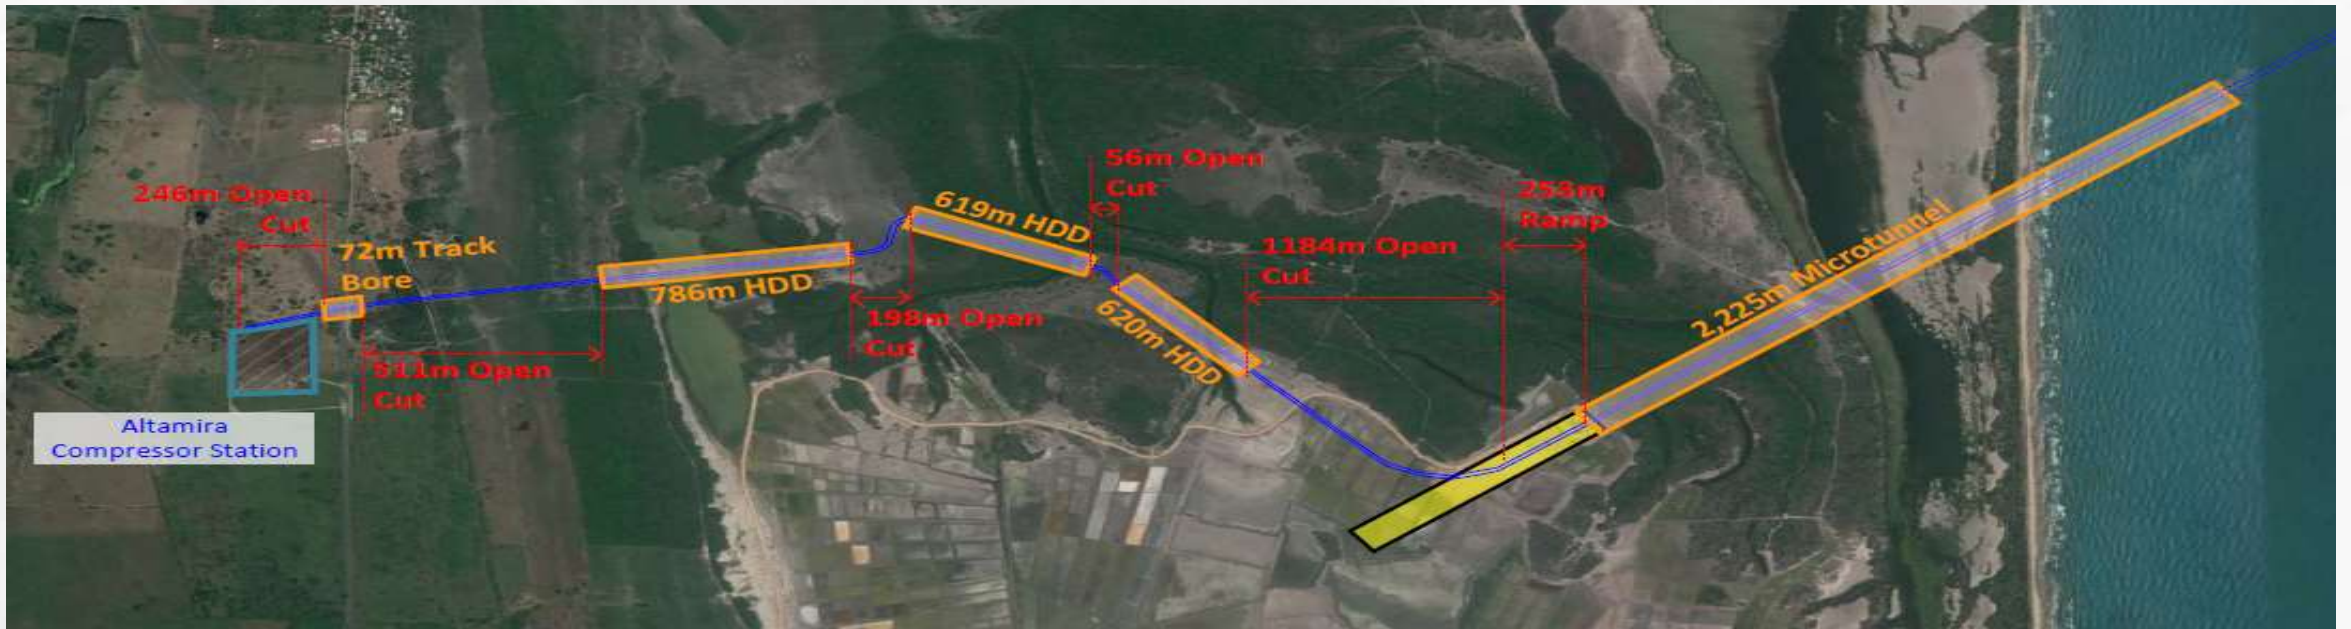 246m Open
Cut
72m Track
Bore
511m Open
Cut
786m HDD
198m Open
Cut
619m HDD
56m Open
Cut
620m HDD
1184m Open
Cut
258m
Ramp
2,225m Microtunnel
Altamira
Compressor Station